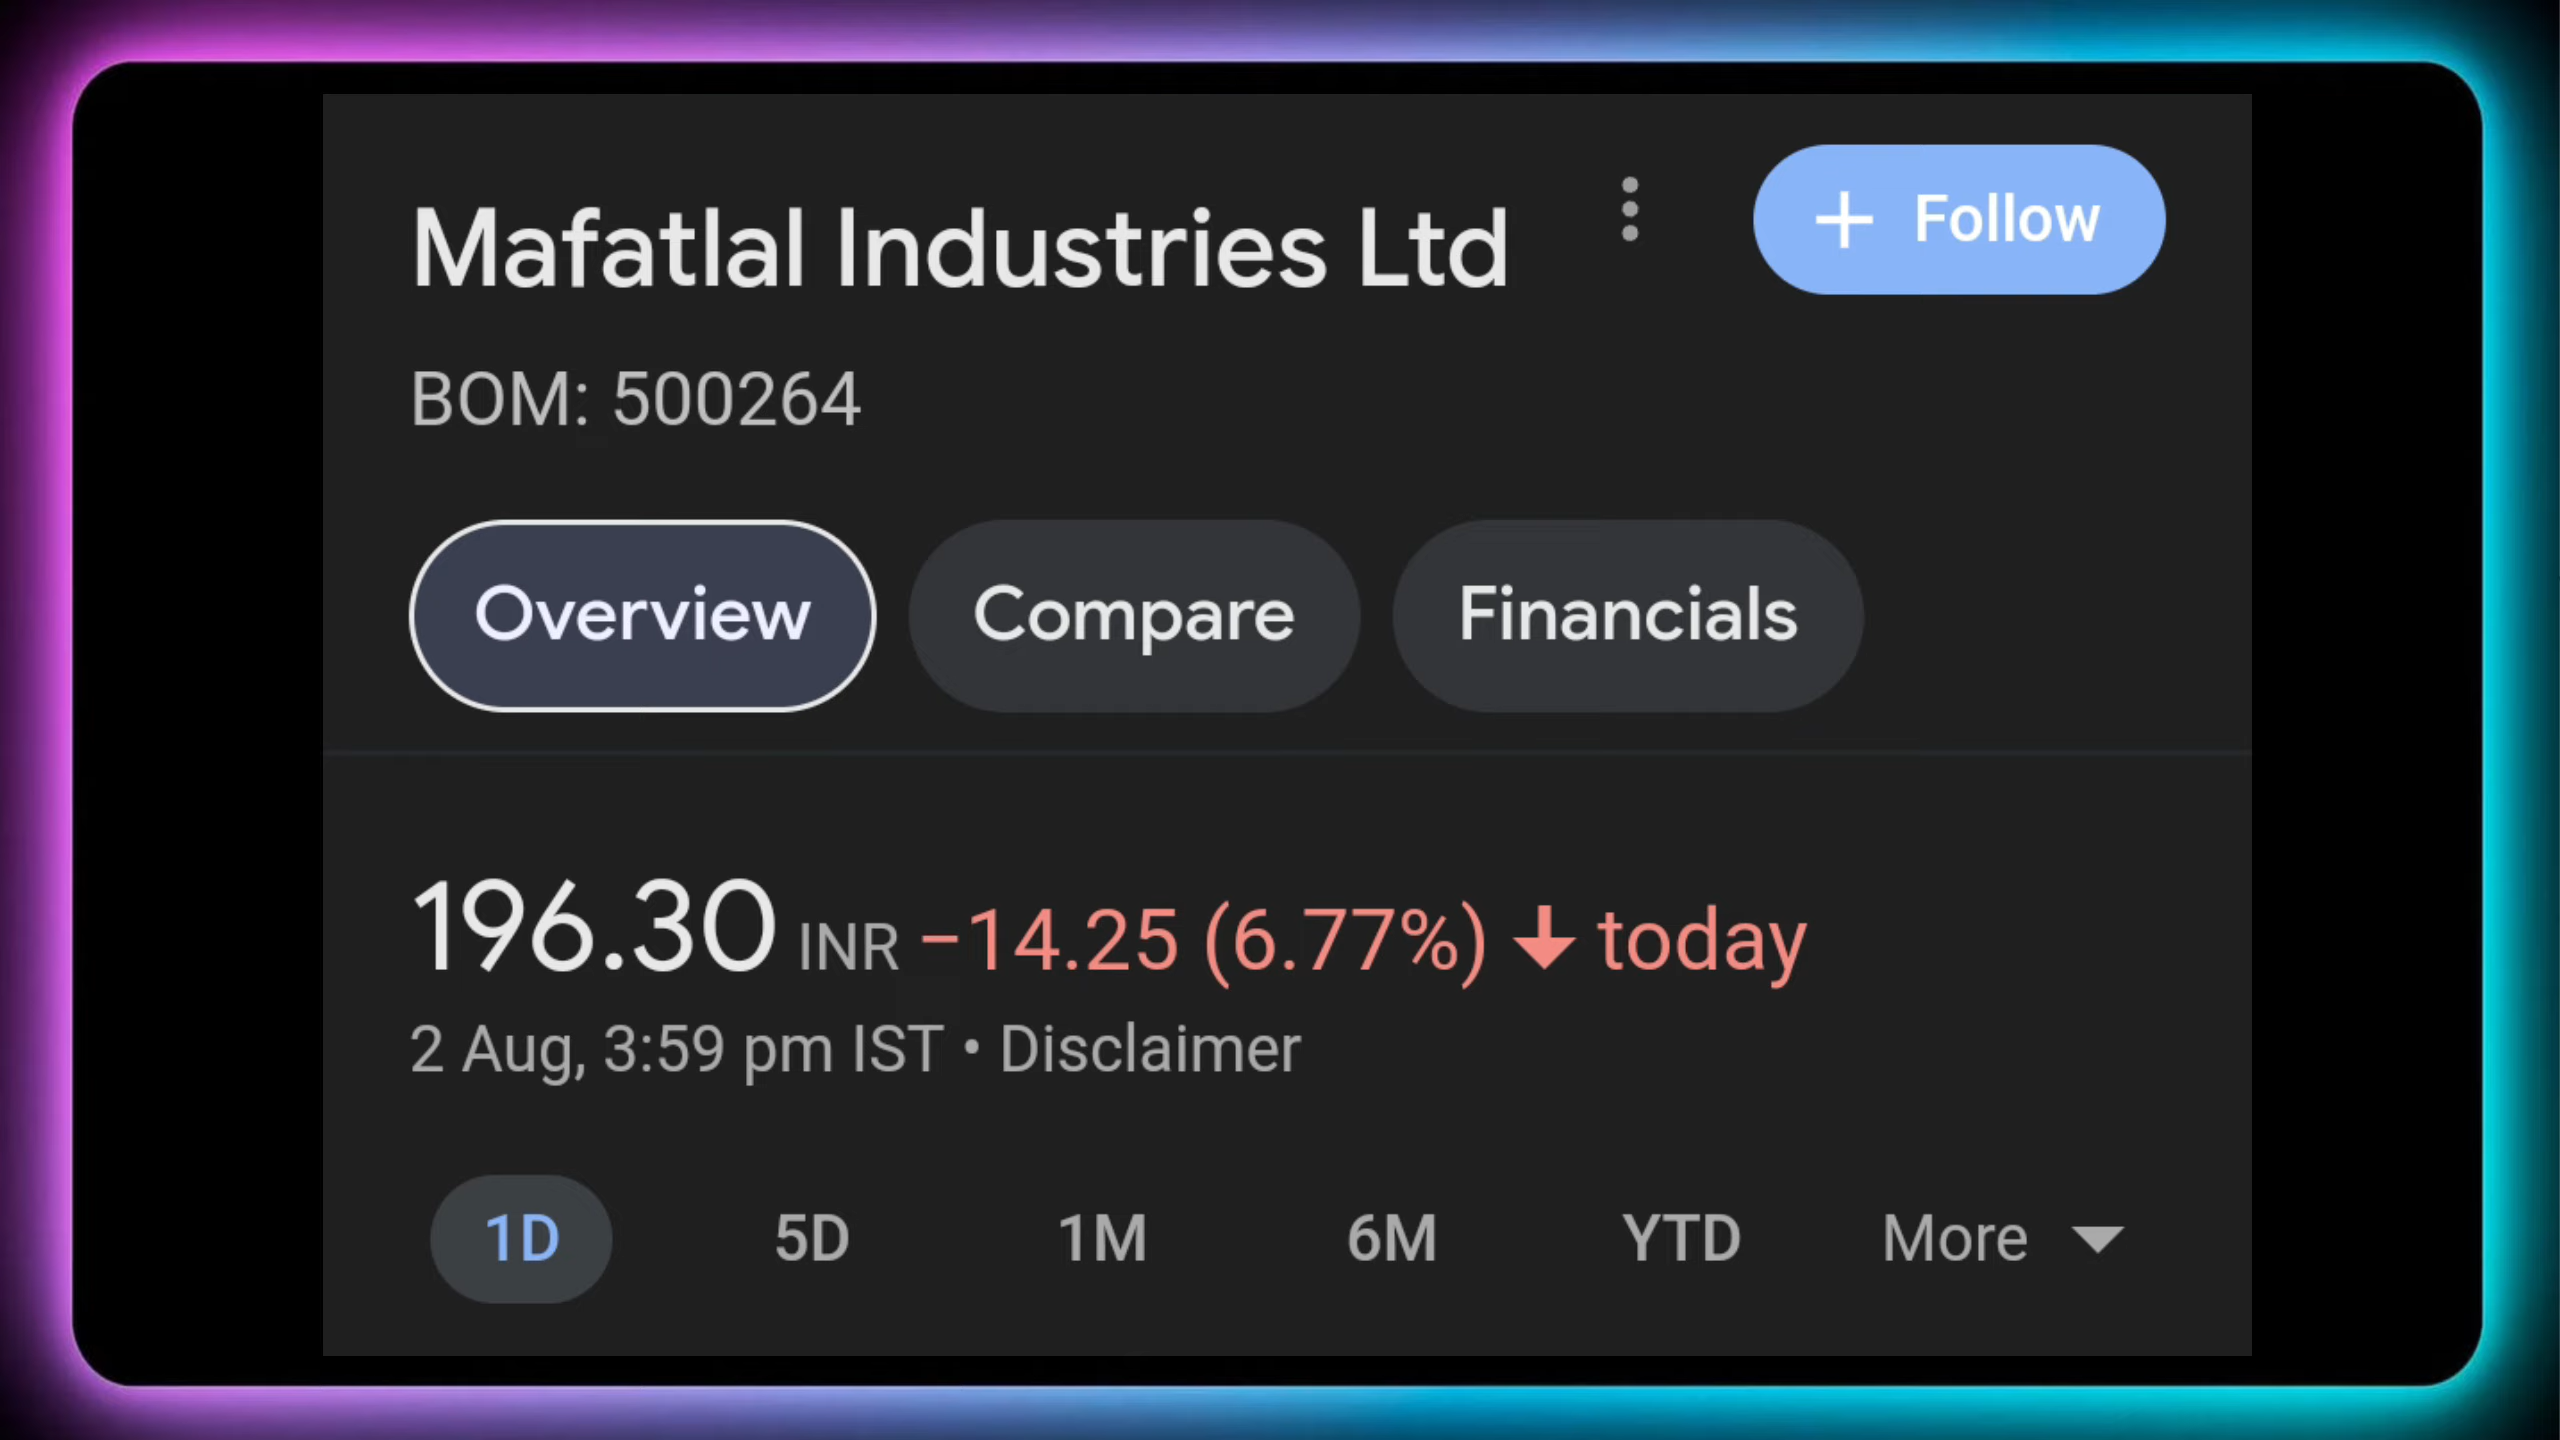 Mafatlal Industries Ltd
+ Follow
BOM: 500264
Overview Compare Financials
196.30 INR −14.25 (6.77%) ↓ today
2 Aug, 3:59 pm IST • Disclaimer
1D 5D 1M 6M YTD More